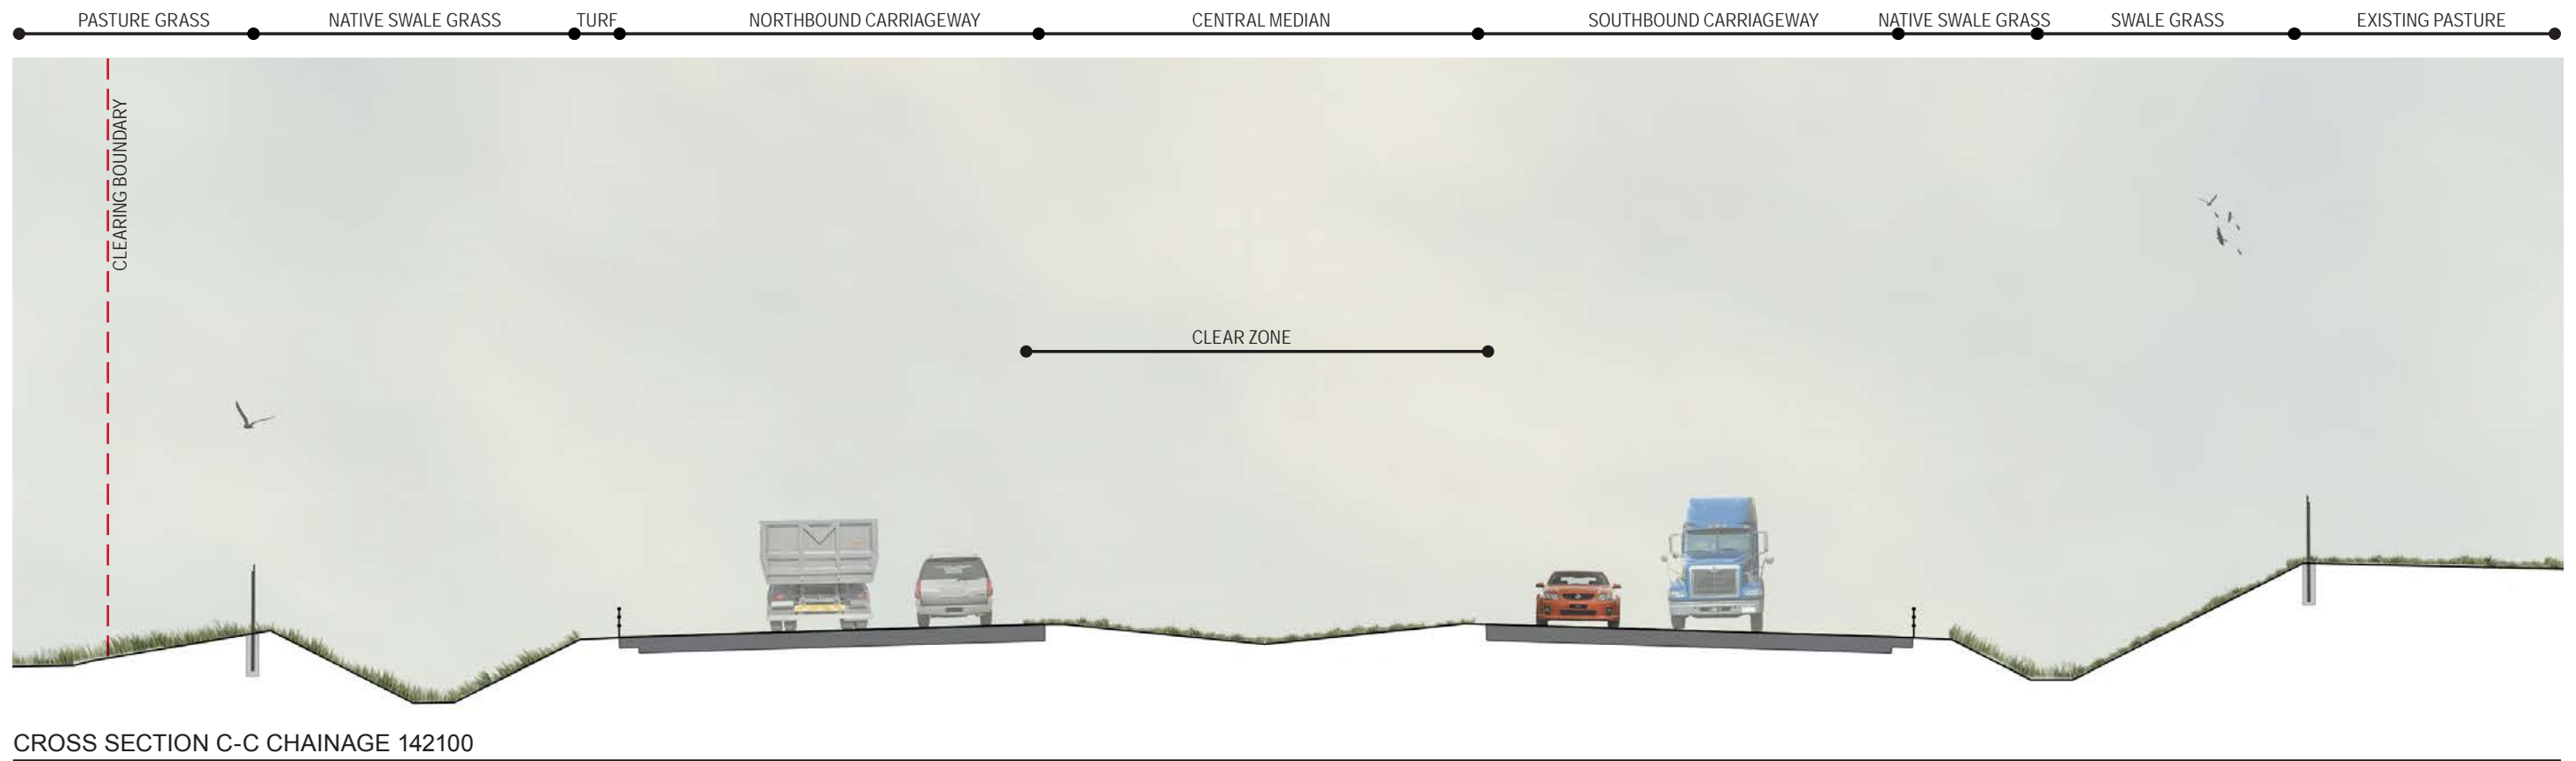 PASTURE GRASS
NATIVE SWALE GRASS
TURF
NORTHBOUND CARRIAGEWAY
CENTRAL MEDIAN
SOUTHBOUND CARRIAGEWAY
NATIVE SWALE GRASS
SWALE GRASS
EXISTING PASTURE
CLEARING BOUNDARY
CLEAR ZONE
CROSS SECTION C-C CHAINAGE 142100